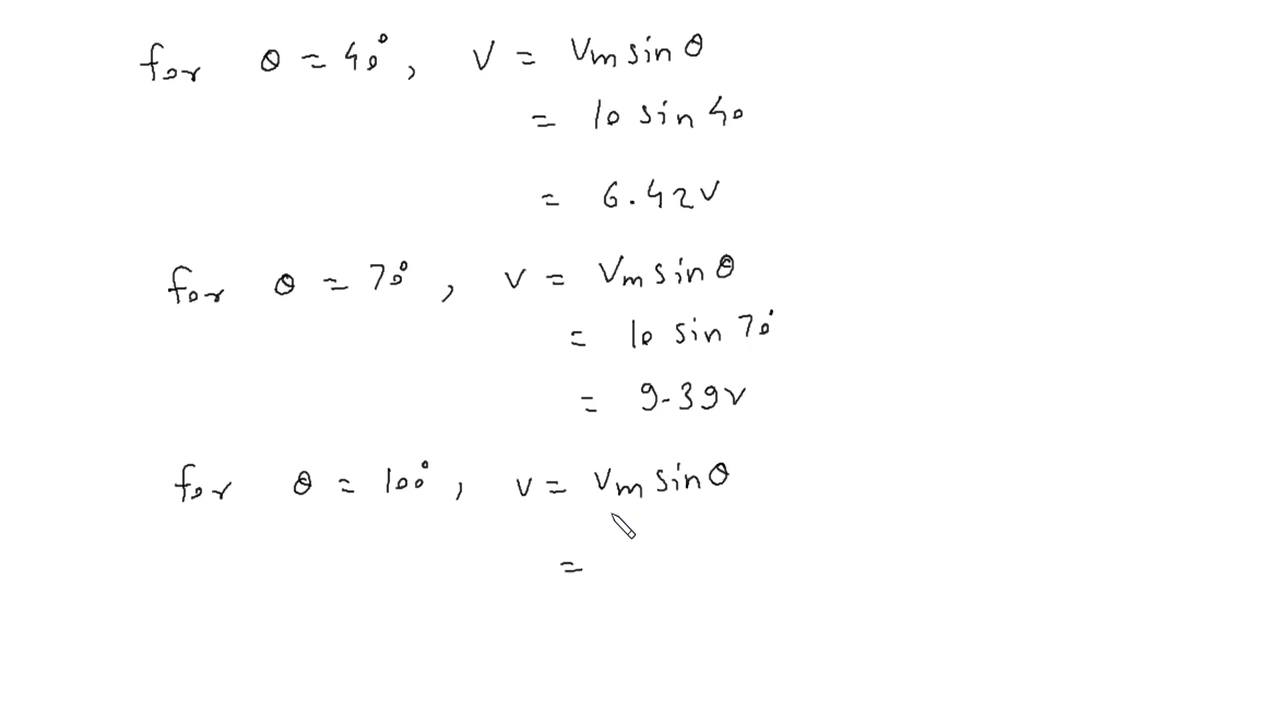 for θ = 40°, V = Vm sin θ
= 10 sin 40
= 6.42V
for θ = 70°, V = Vm sin θ
= 10 sin 70°
= 9.39V
for θ = 100°, V = Vm sin θ
=